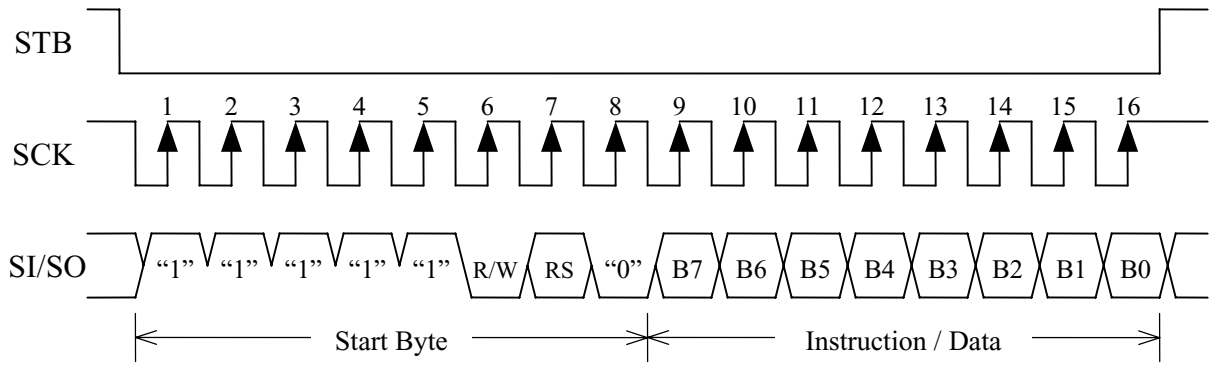 STB
1 2 3 4 5 6 7 8 9 10 11 12 13 14 15 16
SCK
SI/SO “1” “1” “1” “1” “1” R/W RS “0” B7 B6 B5 B4 B3 B2 B1 B0
Start Byte Instruction / Data